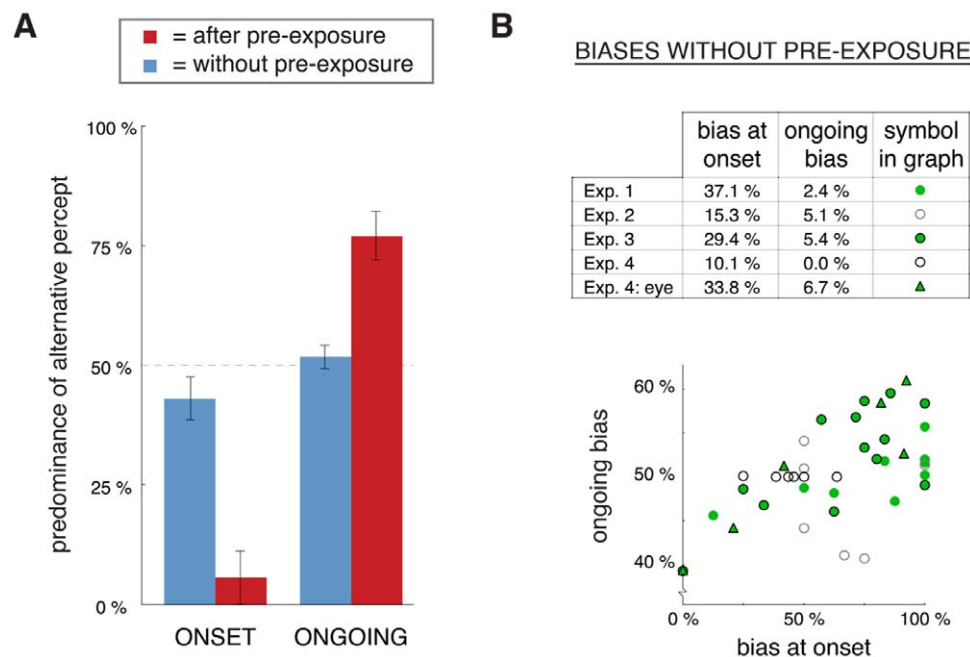 A
= after pre-exposure
= without pre-exposure
100 %
75 %
50 %
25 %
0 %
predominance of alternative percept
ONSET
ONGOING
B
BIASES WITHOUT PRE-EXPOSURE
bias at onset
ongoing bias
symbol in graph
Exp. 1 37.1 % 2.4 %
Exp. 2 15.3 % 5.1 %
Exp. 3 29.4 % 5.4 %
Exp. 4 10.1 % 0.0 %
Exp. 4: eye 33.8 % 6.7 %
60 %
50 %
40 %
ongoing bias
0 %
50 %
100 %
bias at onset